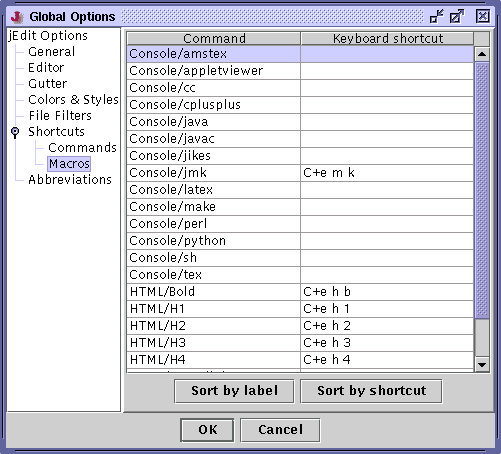 Global Options
jEdit Options
General
Editor
Gutter
Colors & Styles
File Filters
Shortcuts
Commands
Macros
Abbreviations
Command Keyboard shortcut
Console/amstex
Console/appletviewer
Console/cc
Console/cplusplus
Console/java
Console/javac
Console/jikes
Console/jmk C+e m k
Console/latex
Console/make
Console/perl
Console/python
Console/sh
Console/tex
HTML/Bold C+e h b
HTML/H1 C+e h 1
HTML/H2 C+e h 2
HTML/H3 C+e h 3
HTML/H4 C+e h 4
Sort by label Sort by shortcut
OK Cancel